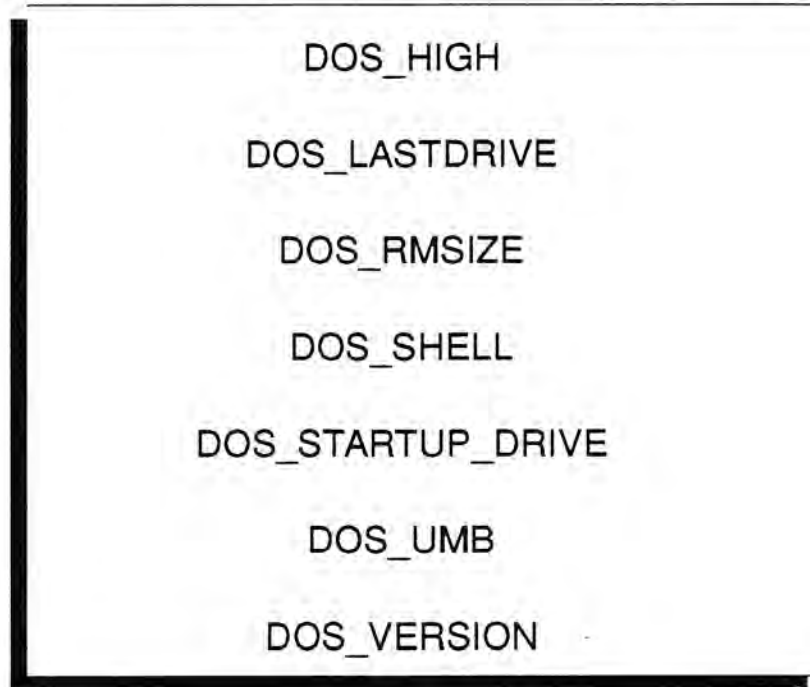 DOS_HIGH
DOS_LASTDRIVE
DOS_RMSIZE
DOS_SHELL
DOS_STARTUP_DRIVE
DOS_UMB
DOS_VERSION